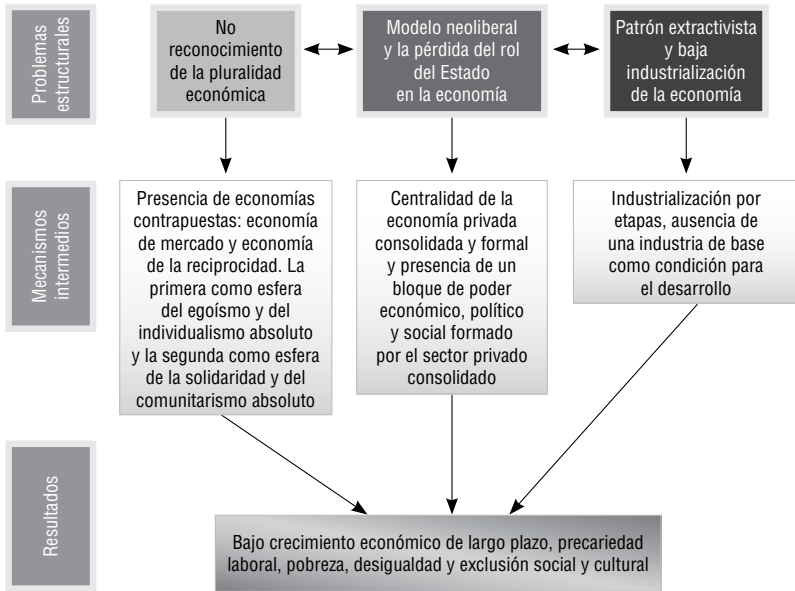 Problemas
estructurales
No
reconocimiento
de la pluralidad
económica
Modelo neoliberal
y la pérdida del rol
del Estado
en la economía
Patrón extractivista
y baja
industrialización
de la economía
Mecanismos
intermedios
Presencia de economías
contrapuestas: economía
de mercado y economía
de la reciprocidad. La
primera como esfera
del egoísmo y del
individualismo absoluto
y la segunda como esfera
de la solidaridad y del
comunitarismo absoluto
Centralidad de la
economía privada
consolidada y formal
y presencia de un
bloque de poder
económico, político
y social formado
por el sector privado
consolidado
Industrialización por
etapas, ausencia de
una industria de base
como condición para
el desarrollo
Resultados
Bajo crecimiento económico de largo plazo, precariedad
laboral, pobreza, desigualdad y exclusión social y cultural